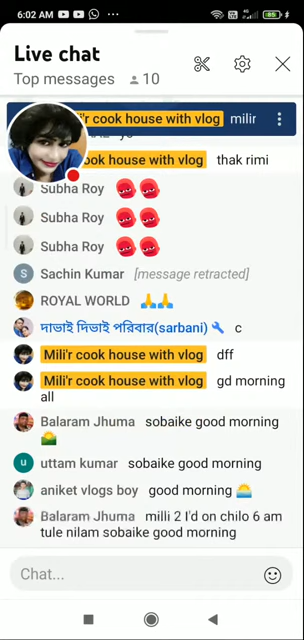 6:02 AM
85
Live chat
Top messages 10
cook house with vlog milir
cook house with vlog thak rimi
Subha Roy
Subha Roy
Subha Roy
Sachin Kumar [message retracted]
ROYAL WORLD 🙏🙏
দাভাই দিভাই পরিবার(sarbani) c
Mili'r cook house with vlog dff
Mili'r cook house with vlog gd morning
all
Balaram Jhuma sobaike good morning
uttam kumar sobaike good morning
aniket vlogs boy good morning
Balaram Jhuma milli 2 I'd on chilo 6 am
tule nilam sobaike good morning
Chat...